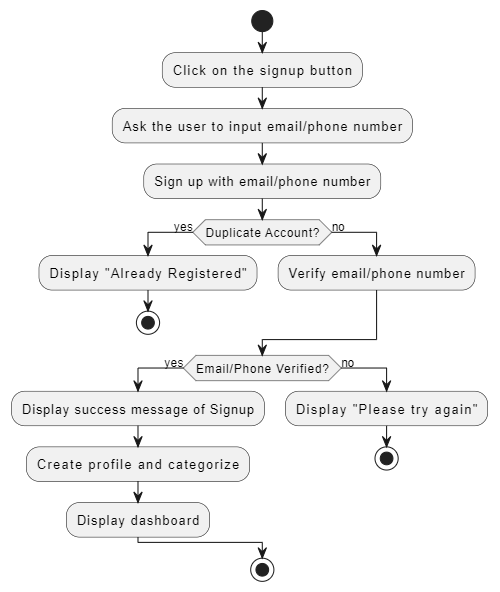 Click on the signup button
Ask the user to input email/phone number
Sign up with email/phone number
yes
Duplicate Account?
no
Display "Already Registered"
Verify email/phone number
yes
Email/Phone Verified?
no
Display success message of Signup
Display "Please try again"
Create profile and categorize
Display dashboard